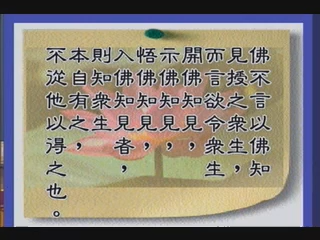 佛不言以佛知
見授之衆生，
而言欲令衆生
開佛知見，
示佛知見，
悟佛知見，
入佛知見者，
則知衆生，
本自有之，
不從他以得之也。